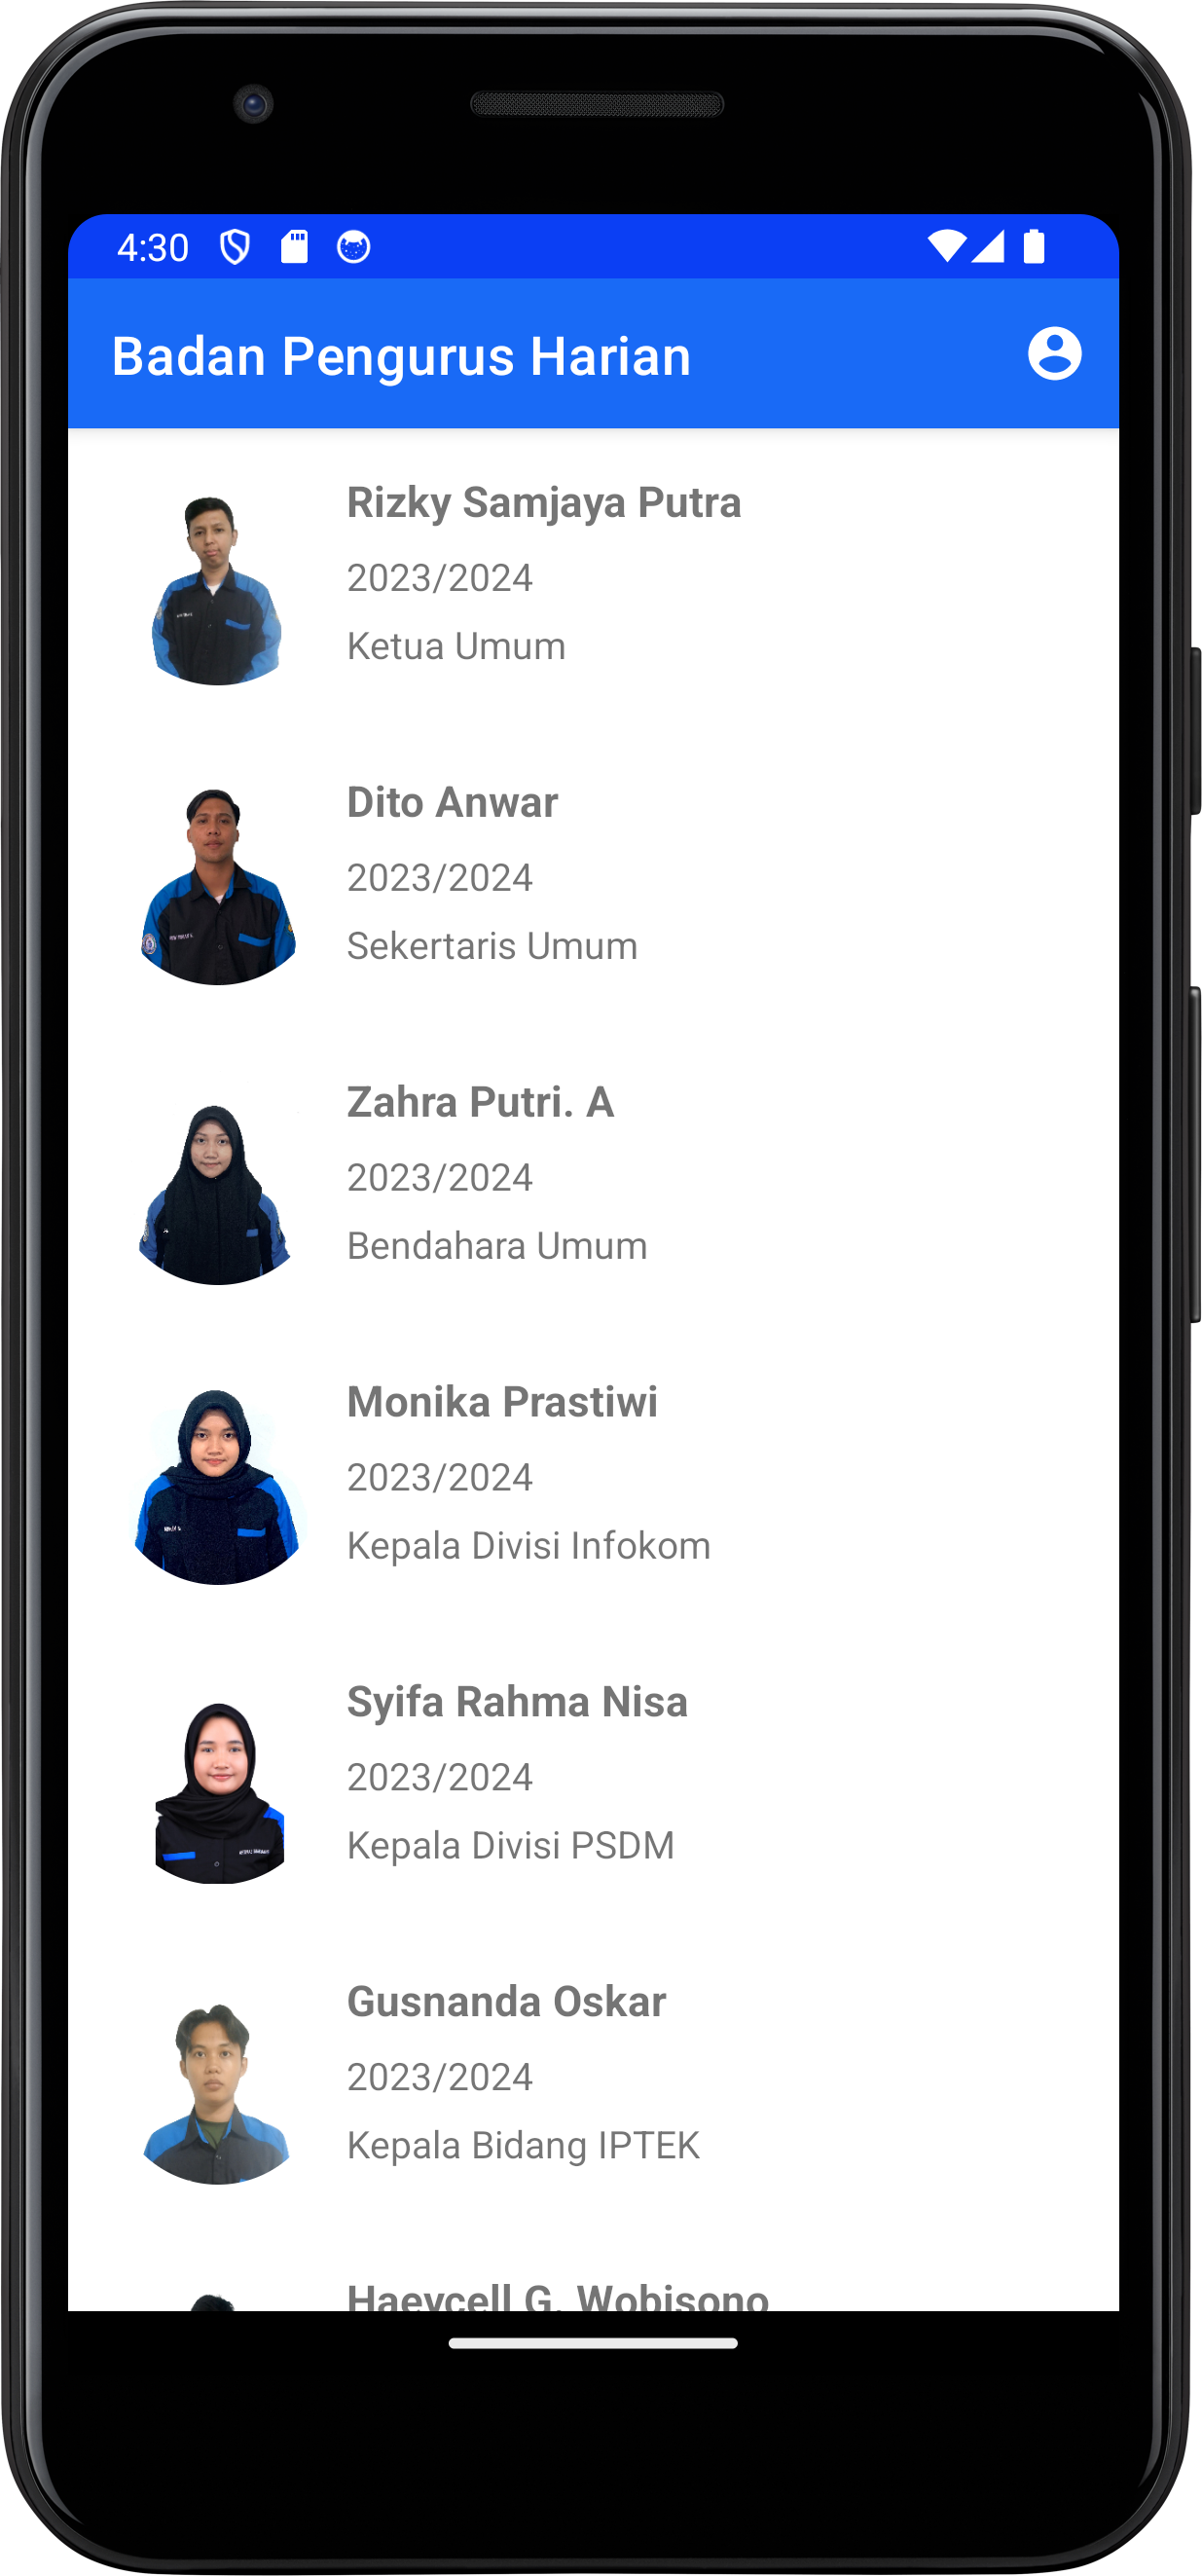 4:30
Badan Pengurus Harian
Rizky Samjaya Putra
2023/2024
Ketua Umum
Dito Anwar
2023/2024
Sekertaris Umum
Zahra Putri. A
2023/2024
Bendahara Umum
Monika Prastiwi
2023/2024
Kepala Divisi Infokom
Syifa Rahma Nisa
2023/2024
Kepala Divisi PSDM
Gusnanda Oskar
2023/2024
Kepala Bidang IPTEK
Haeycell G. Wobisono